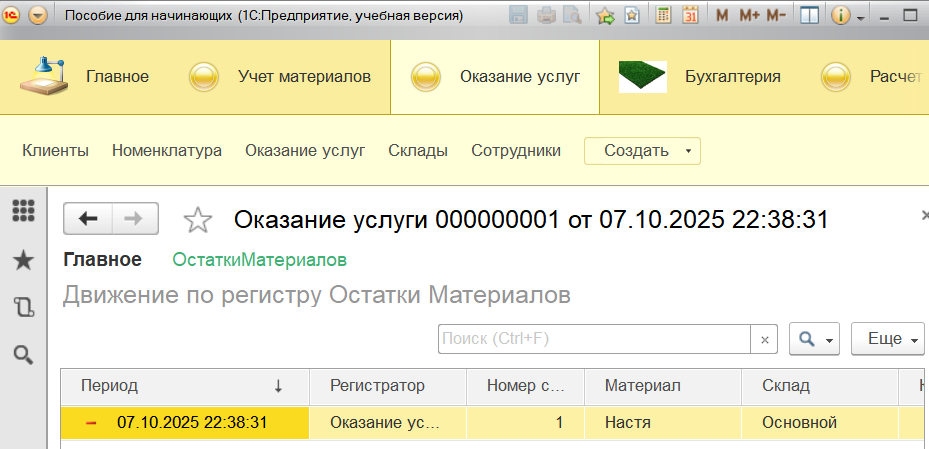 Пособие для начинающих (1С:Предприятие, учебная версия) M M+ M-
Главное Учет материалов Оказание услуг Бухгалтерия Расчет
Клиенты Номенклатура Оказание услуг Склады Сотрудники Создать
Оказание услуги 000000001 от 07.10.2025 22:38:31
Главное ОстаткиМатериалов
Движение по регистру Остатки Материалов
Поиск (Ctrl+F) × Еще
Период ↓ Регистратор Номер с... Материал Склад
07.10.2025 22:38:31 Оказание ус... 1 Настя Основной